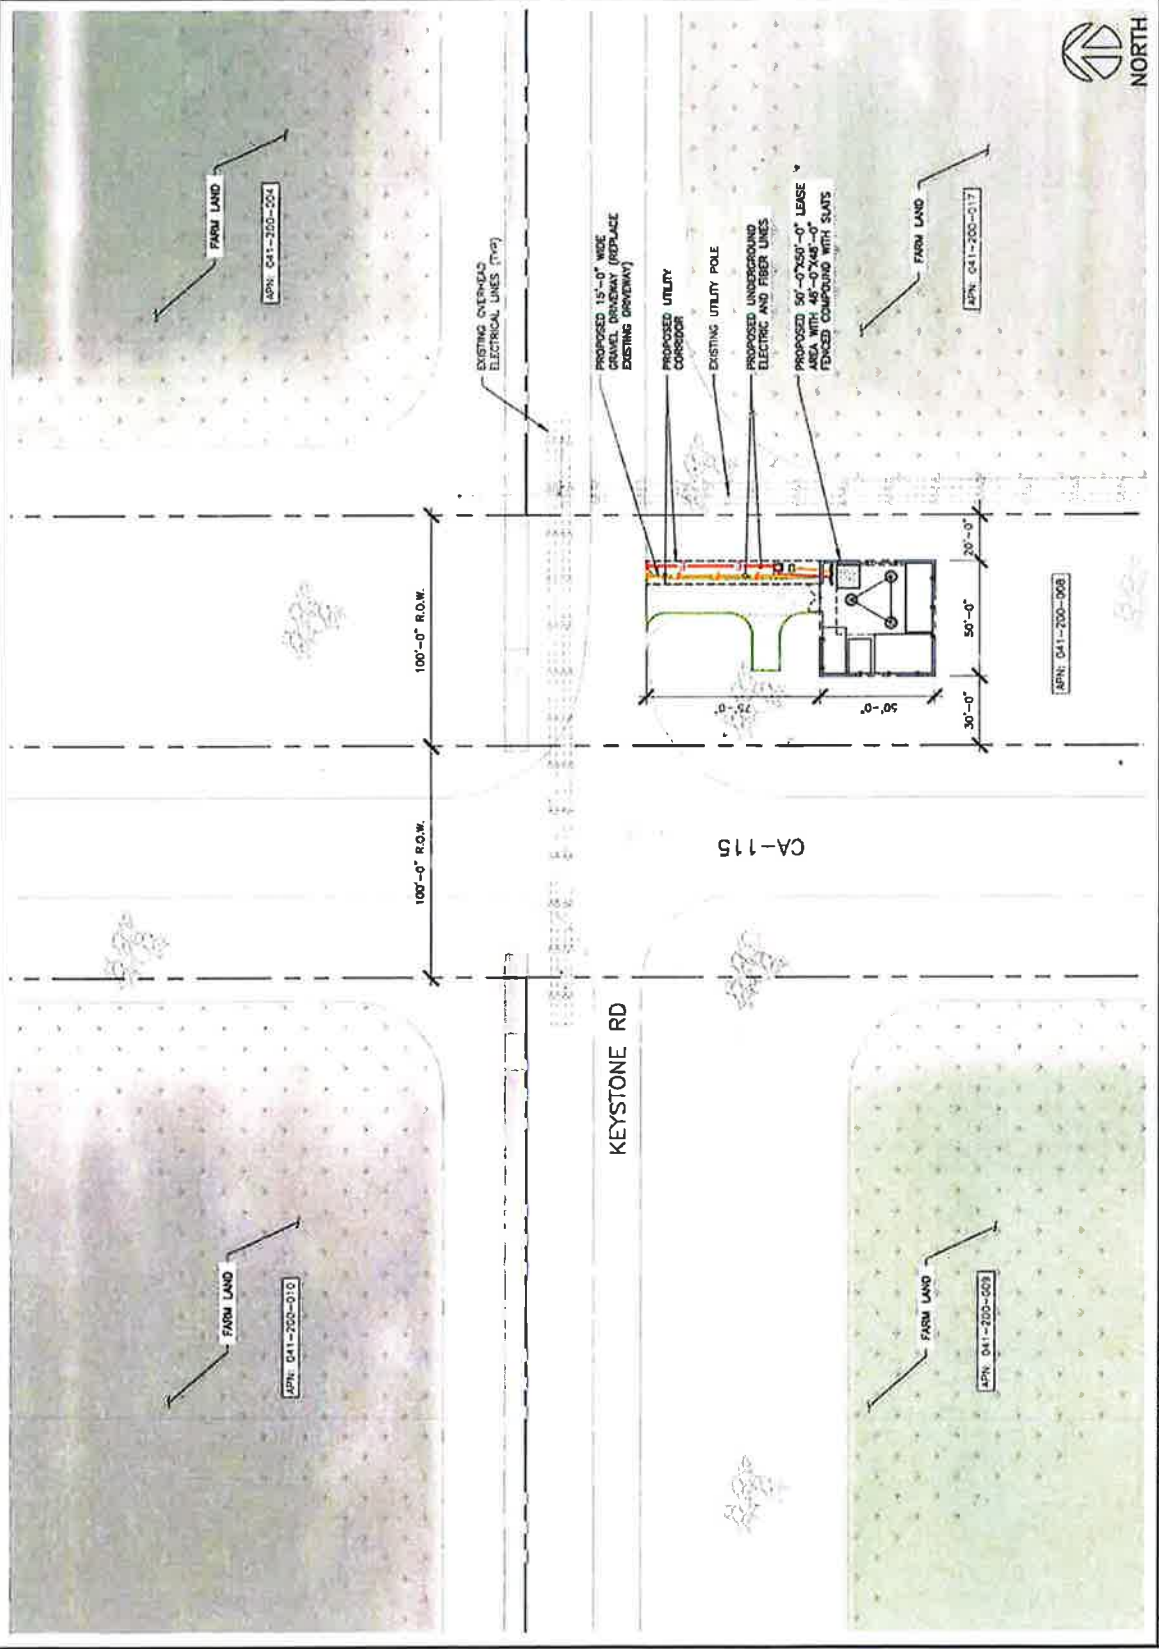 NORTH
FARM LAND
APN: 041-200-004
EXISTING OVERHEAD
ELECTRICAL LINES (TYP)
PROPOSED 15'-0" WIDE
GRAVEL DRIVEWAY (REPLACE
EXISTING DRIVEWAY)
PROPOSED UTILITY
CORRIDOR
EXISTING UTILITY POLE
PROPOSED UNDERGROUND
ELECTRIC AND FIBER LINES
PROPOSED 50'-0"X50'-0" LEASE
AREA WITH 48'-0"X48'-0"
FENCED COMPOUND WITH SLATS
FARM LAND
APN: 041-200-017
100'-0" R.O.W.
20'-0"
50'-0"
30'-0"
75'-0"
50'-0"
APN: 041-200-008
100'-0" R.O.W.
CA-115
KEYSTONE RD
FARM LAND
APN: 041-200-010
FARM LAND
APN: 041-200-009